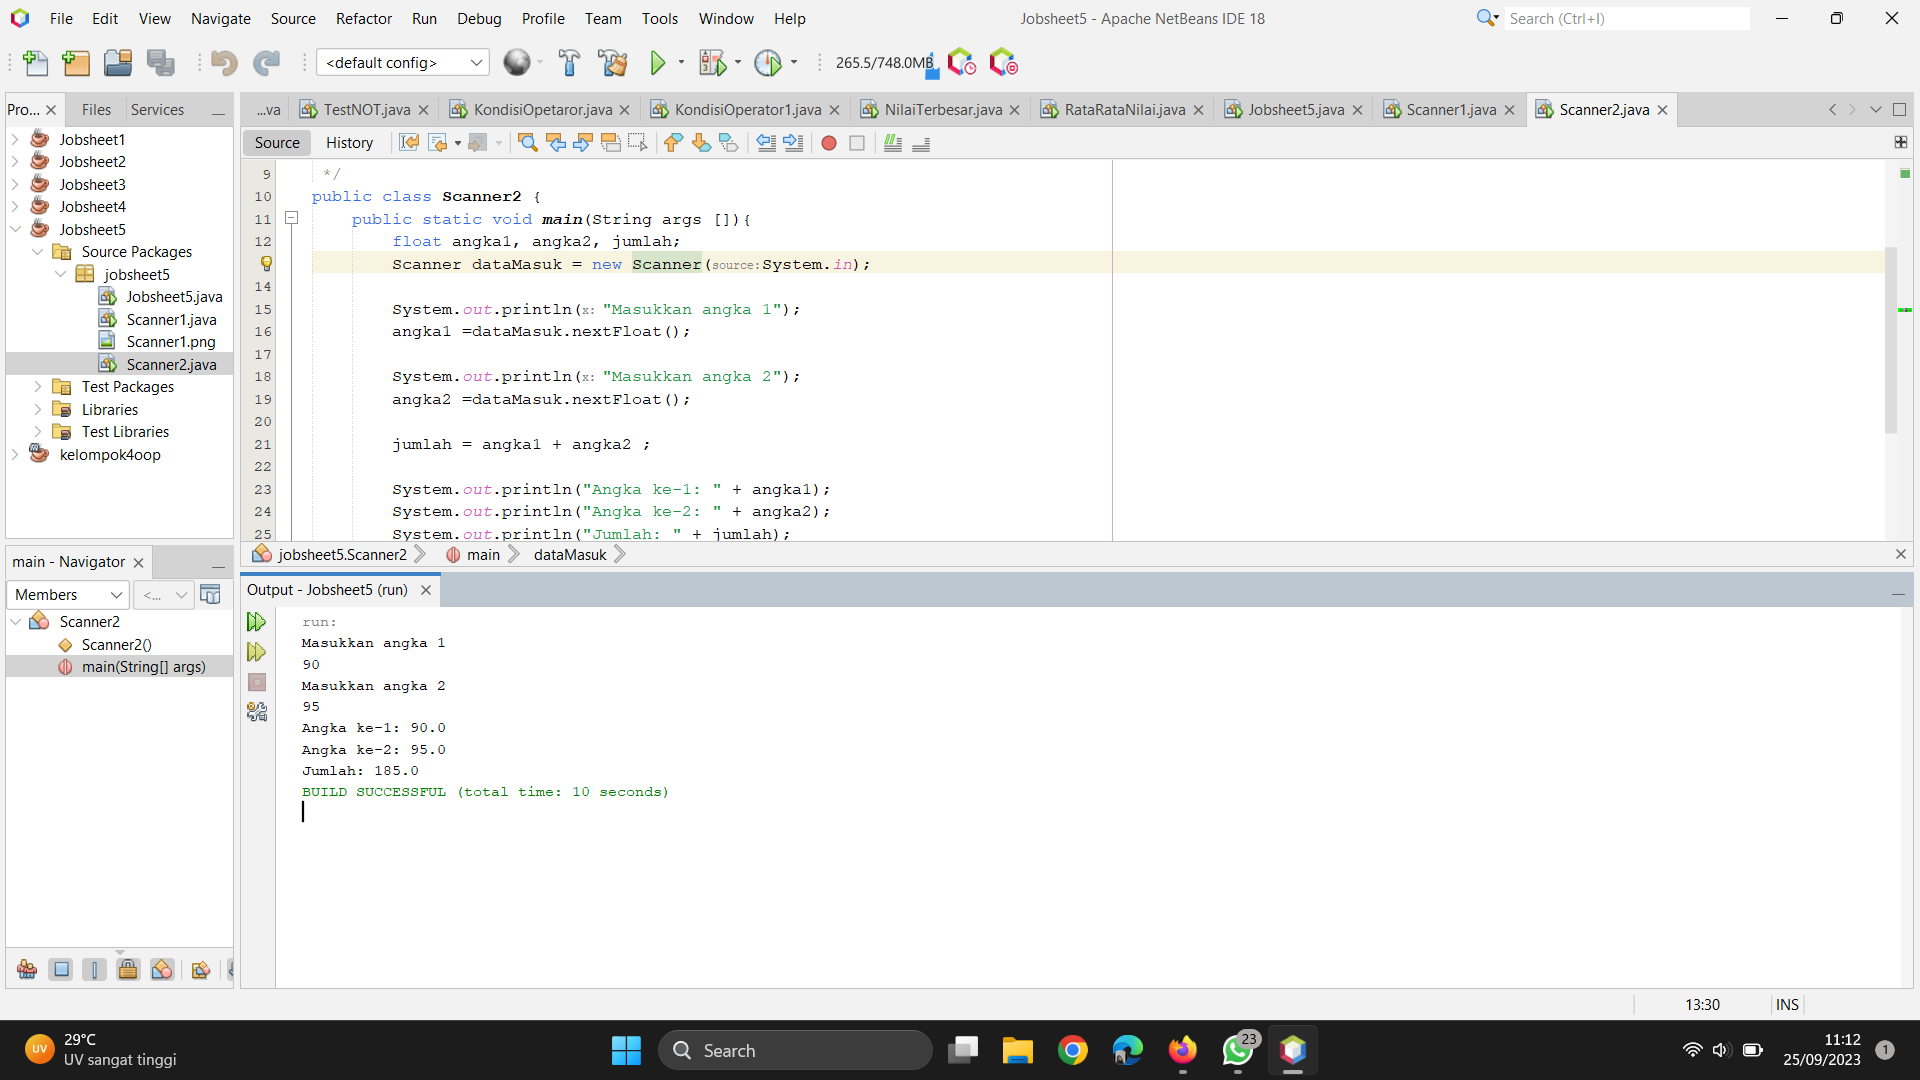 File Edit View Navigate Source Refactor Run Debug Profile Team Tools Window Help
Jobsheet5 - Apache NetBeans IDE 18
Search (Ctrl+I)
<default config>
265.5/748.0MB
Pro... Files Services
...va TestNOT.java KondisiOpetaror.java KondisiOperator1.java NilaiTerbesar.java RataRataNilai.java Jobsheet5.java Scanner1.java Scanner2.java
Source History
Jobsheet1
Jobsheet2
Jobsheet3
Jobsheet4
Jobsheet5
Source Packages
jobsheet5
Jobsheet5.java
Scanner1.java
Scanner1.png
Scanner2.java
Test Packages
Libraries
Test Libraries
kelompok4oop
9 */
10 public class Scanner2 {
11 public static void main(String args []){
12 float angka1, angka2, jumlah;
Scanner dataMasuk = new Scanner(source:System.in);
14
15 System.out.println(x: "Masukkan angka 1");
16 angka1 =dataMasuk.nextFloat();
17
18 System.out.println(x: "Masukkan angka 2");
19 angka2 =dataMasuk.nextFloat();
20
21 jumlah = angka1 + angka2 ;
22
23 System.out.println("Angka ke-1: " + angka1);
24 System.out.println("Angka ke-2: " + angka2);
25 System.out.println("Jumlah: " + jumlah);
jobsheet5.Scanner2 main dataMasuk
main - Navigator
Members <...
Scanner2
Scanner2()
main(String[] args)
Output - Jobsheet5 (run)
run:
Masukkan angka 1
90
Masukkan angka 2
95
Angka ke-1: 90.0
Angka ke-2: 95.0
Jumlah: 185.0
BUILD SUCCESSFUL (total time: 10 seconds)
13:30 INS
UV
29°C
UV sangat tinggi
Search
23
11:12
25/09/2023
1